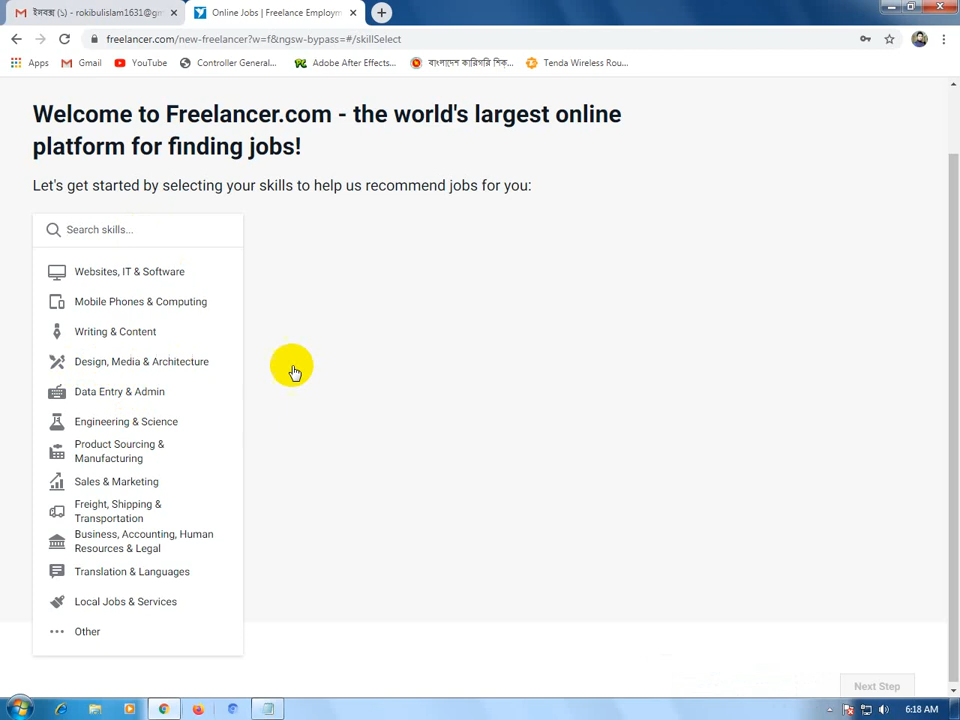 ইনবক্স (১) - rokibulislam1631@gm
Online Jobs | Freelance Employm
freelancer.com/new-freelancer?w=f&ngsw-bypass=#/skillSelect
Apps
Gmail
YouTube
Controller General...
Adobe After Effects...
বাংলাদেশ কারিগরি শিক...
Tenda Wireless Rou...
Welcome to Freelancer.com - the world's largest online
platform for finding jobs!
Let's get started by selecting your skills to help us recommend jobs for you:
Search skills...
Websites, IT & Software
Mobile Phones & Computing
Writing & Content
Design, Media & Architecture
Data Entry & Admin
Engineering & Science
Product Sourcing &
Manufacturing
Sales & Marketing
Freight, Shipping &
Transportation
Business, Accounting, Human
Resources & Legal
Translation & Languages
Local Jobs & Services
Other
Next Step
6:18 AM